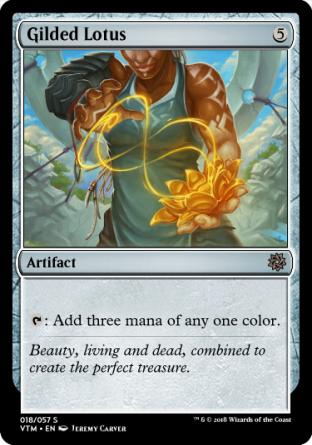 Gilded Lotus 5
Artifact
: Add three mana of any one color.
Beauty, living and dead, combined to
create the perfect treasure.
018/057 S
VTM • EN JEREMY CARVER
™ & © 2018 Wizards of the Coast